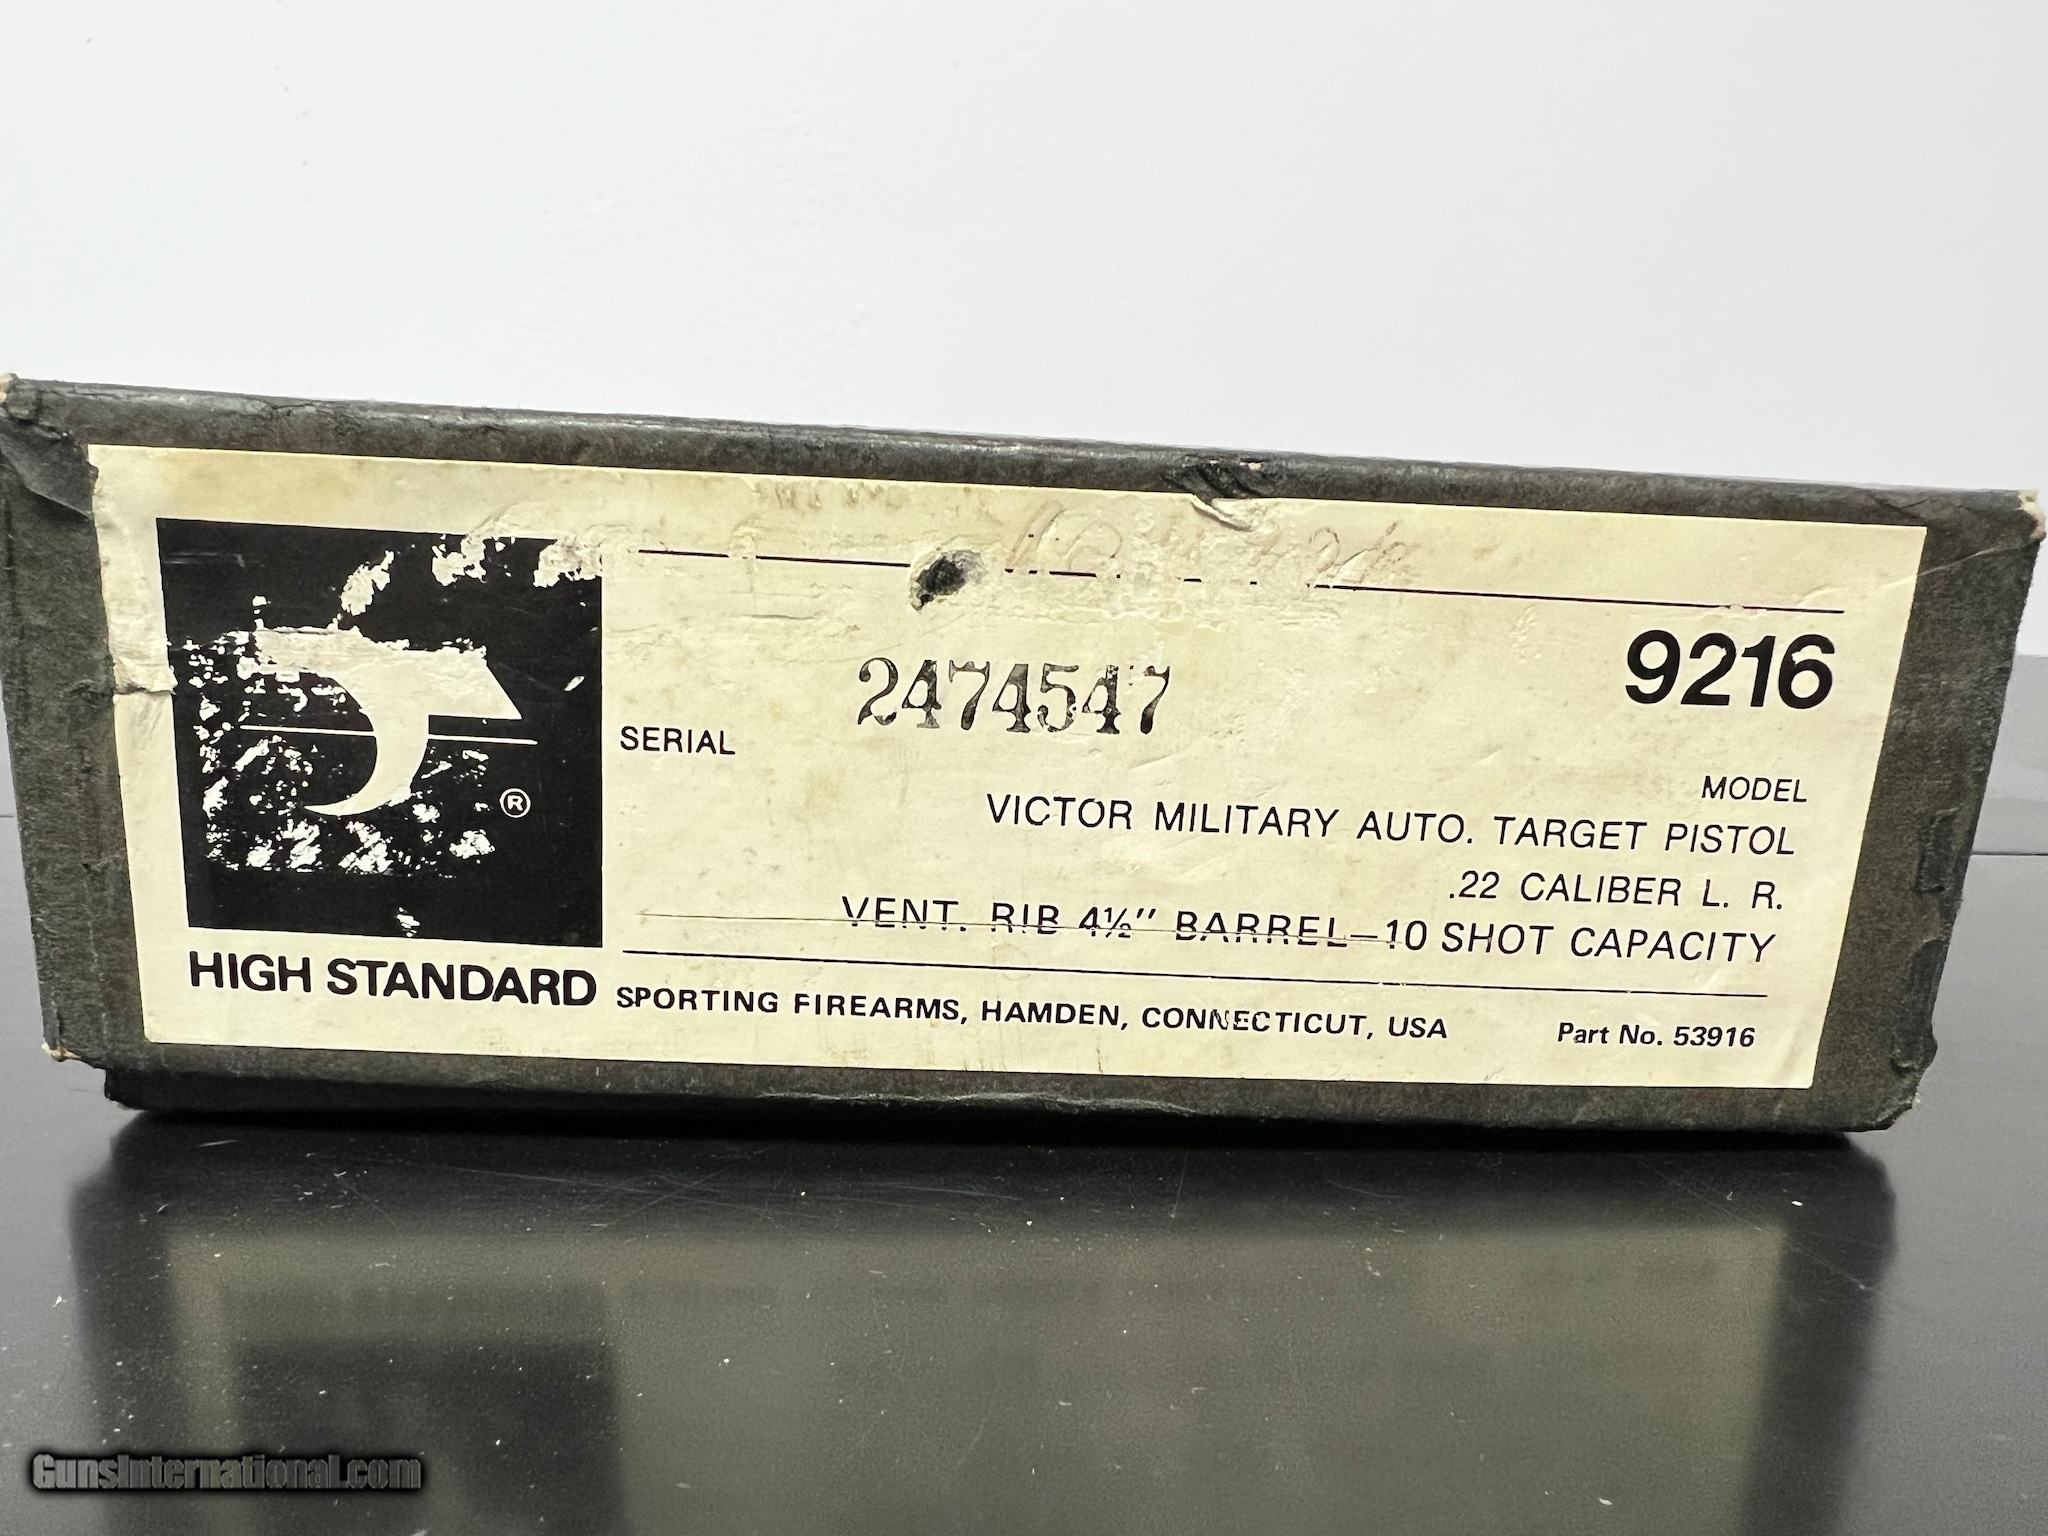 2474547
9216
SERIAL
MODEL
VICTOR MILITARY AUTO. TARGET PISTOL
.22 CALIBER L. R.
VENT. RIB 4½" BARREL—10 SHOT CAPACITY
®
HIGH STANDARD SPORTING FIREARMS, HAMDEN, CONNECTICUT, USA
Part No. 53916
GunsInternational.com